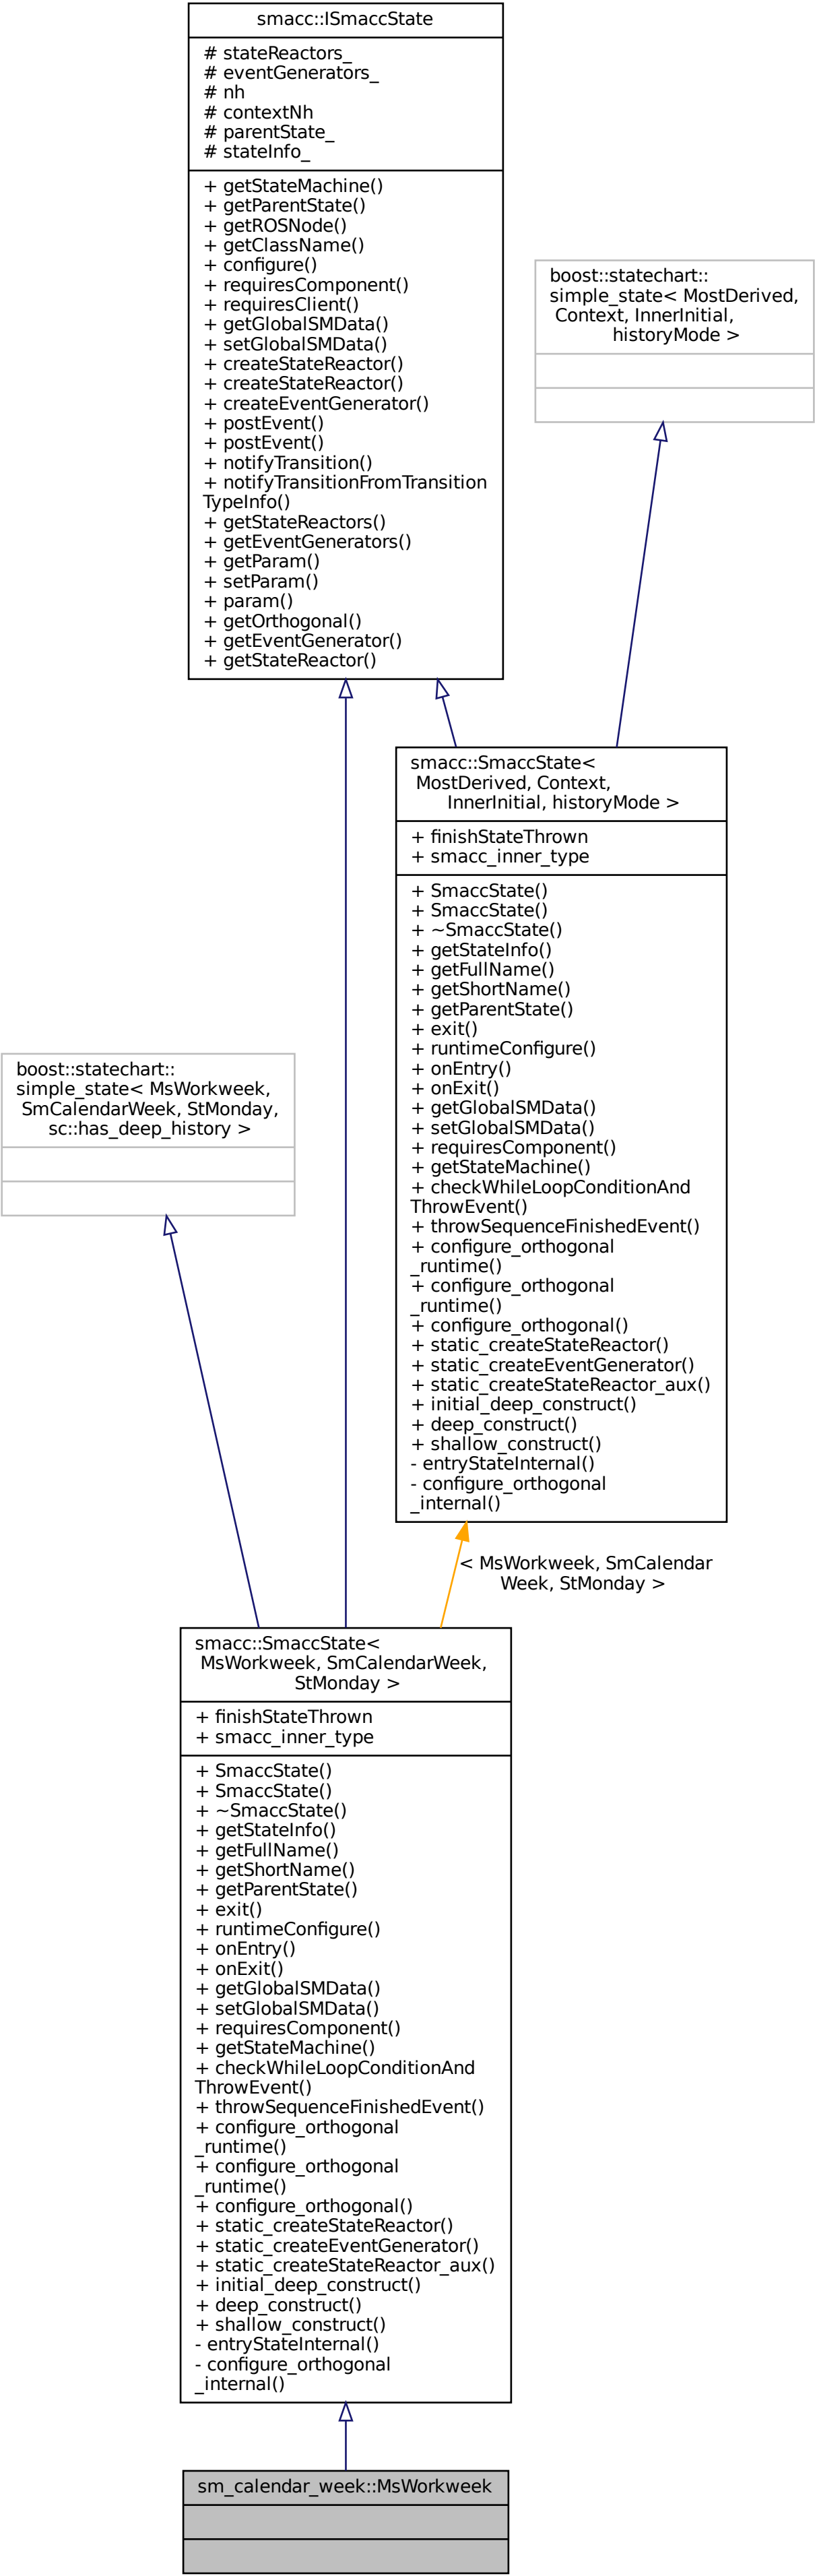 smacc::ISmaccState
# stateReactors_
# eventGenerators_
# nh
# contextNh
# parentState_
# stateInfo_
+ getStateMachine()
+ getParentState()
+ getROSNode()
+ getClassName()
+ configure()
+ requiresComponent()
+ requiresClient()
+ getGlobalSMData()
+ setGlobalSMData()
+ createStateReactor()
+ createStateReactor()
+ createEventGenerator()
+ postEvent()
+ postEvent()
+ notifyTransition()
+ notifyTransitionFromTransition
TypeInfo()
+ getStateReactors()
+ getEventGenerators()
+ getParam()
+ setParam()
+ param()
+ getOrthogonal()
+ getEventGenerator()
+ getStateReactor()
boost::statechart::
simple_state< MostDerived,
Context, InnerInitial,
historyMode >
smacc::SmaccState<
MostDerived, Context,
InnerInitial, historyMode >
+ finishStateThrown
+ smacc_inner_type
+ SmaccState()
+ SmaccState()
+ ~SmaccState()
+ getStateInfo()
+ getFullName()
+ getShortName()
+ getParentState()
+ exit()
+ runtimeConfigure()
+ onEntry()
+ onExit()
+ getGlobalSMData()
+ setGlobalSMData()
+ requiresComponent()
+ getStateMachine()
+ checkWhileLoopConditionAnd
ThrowEvent()
+ throwSequenceFinishedEvent()
+ configure_orthogonal
_runtime()
+ configure_orthogonal
_runtime()
+ configure_orthogonal()
+ static_createStateReactor()
+ static_createEventGenerator()
+ static_createStateReactor_aux()
+ initial_deep_construct()
+ deep_construct()
+ shallow_construct()
- entryStateInternal()
- configure_orthogonal
_internal()
boost::statechart::
simple_state< MsWorkweek,
SmCalendarWeek, StMonday,
sc::has_deep_history >
< MsWorkweek, SmCalendar
Week, StMonday >
smacc::SmaccState<
MsWorkweek, SmCalendarWeek,
StMonday >
+ finishStateThrown
+ smacc_inner_type
+ SmaccState()
+ SmaccState()
+ ~SmaccState()
+ getStateInfo()
+ getFullName()
+ getShortName()
+ getParentState()
+ exit()
+ runtimeConfigure()
+ onEntry()
+ onExit()
+ getGlobalSMData()
+ setGlobalSMData()
+ requiresComponent()
+ getStateMachine()
+ checkWhileLoopConditionAnd
ThrowEvent()
+ throwSequenceFinishedEvent()
+ configure_orthogonal
_runtime()
+ configure_orthogonal
_runtime()
+ configure_orthogonal()
+ static_createStateReactor()
+ static_createEventGenerator()
+ static_createStateReactor_aux()
+ initial_deep_construct()
+ deep_construct()
+ shallow_construct()
- entryStateInternal()
- configure_orthogonal
_internal()
sm_calendar_week::MsWorkweek